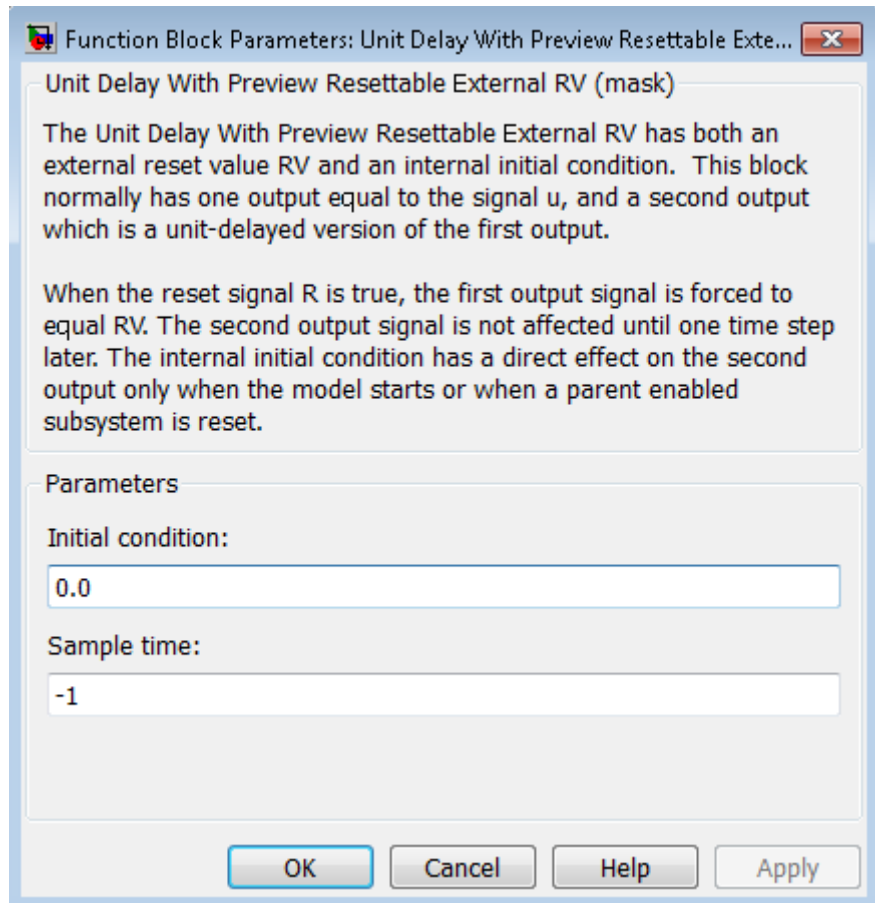 Function Block Parameters: Unit Delay With Preview Resettable Exte...
Unit Delay With Preview Resettable External RV (mask)
The Unit Delay With Preview Resettable External RV has both an
external reset value RV and an internal initial condition.  This block
normally has one output equal to the signal u, and a second output
which is a unit-delayed version of the first output.
When the reset signal R is true, the first output signal is forced to
equal RV. The second output signal is not affected until one time step
later. The internal initial condition has a direct effect on the second
output only when the model starts or when a parent enabled
subsystem is reset.
Parameters
Initial condition:
0.0
Sample time:
-1
OK Cancel Help Apply